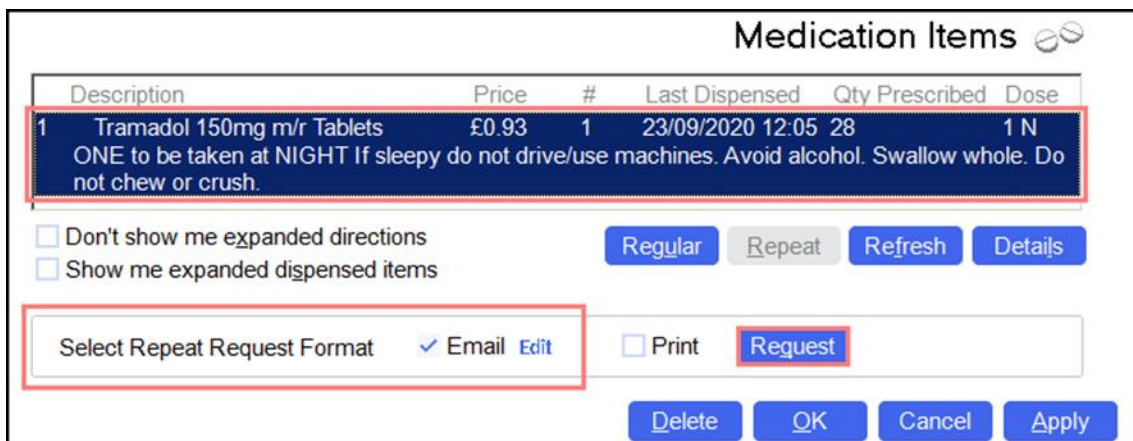 Medication Items
Description Price # Last Dispensed Qty Prescribed Dose
1 Tramadol 150mg m/r Tablets £0.93 1 23/09/2020 12:05 28 1 N
ONE to be taken at NIGHT If sleepy do not drive/use machines. Avoid alcohol. Swallow whole. Do
not chew or crush.
Don't show me expanded directions
Show me expanded dispensed items
Regular Repeat Refresh Details
Select Repeat Request Format Email Edit Print Request
Delete OK Cancel Apply